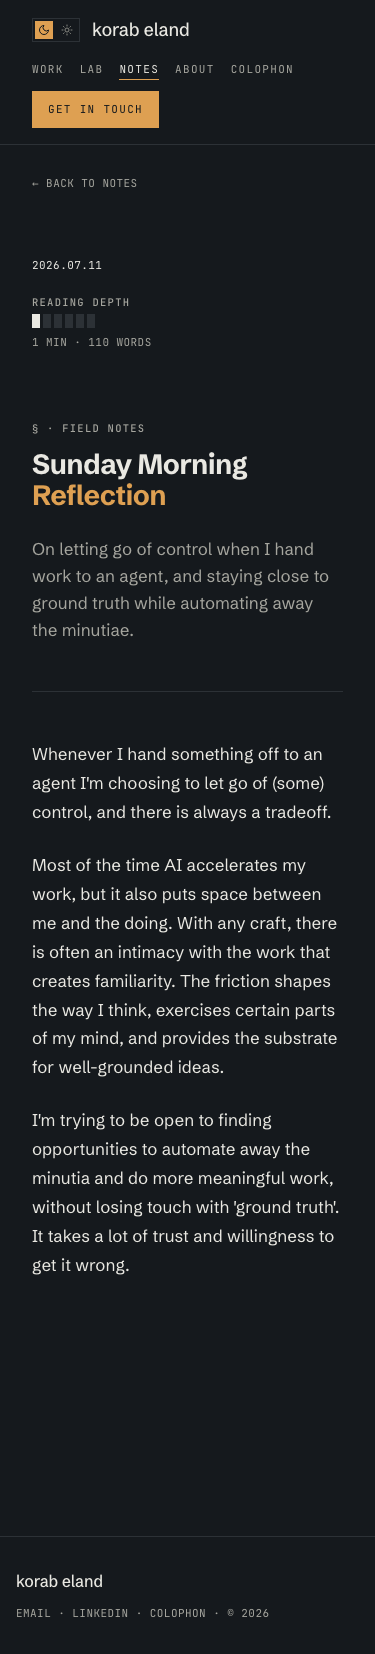 korab eland
WORK LAB NOTES ABOUT COLOPHON
GET IN TOUCH
← BACK TO NOTES
2026.07.11
READING DEPTH
1 MIN · 110 WORDS
§ · FIELD NOTES
Sunday Morning
Reflection
On letting go of control when I hand
work to an agent, and staying close to
ground truth while automating away
the minutiae.
Whenever I hand something off to an
agent I'm choosing to let go of (some)
control, and there is always a tradeoff.
Most of the time AI accelerates my
work, but it also puts space between
me and the doing. With any craft, there
is often an intimacy with the work that
creates familiarity. The friction shapes
the way I think, exercises certain parts
of my mind, and provides the substrate
for well-grounded ideas.
I'm trying to be open to finding
opportunities to automate away the
minutia and do more meaningful work,
without losing touch with 'ground truth'.
It takes a lot of trust and willingness to
get it wrong.
korab eland
EMAIL · LINKEDIN · COLOPHON · © 2026